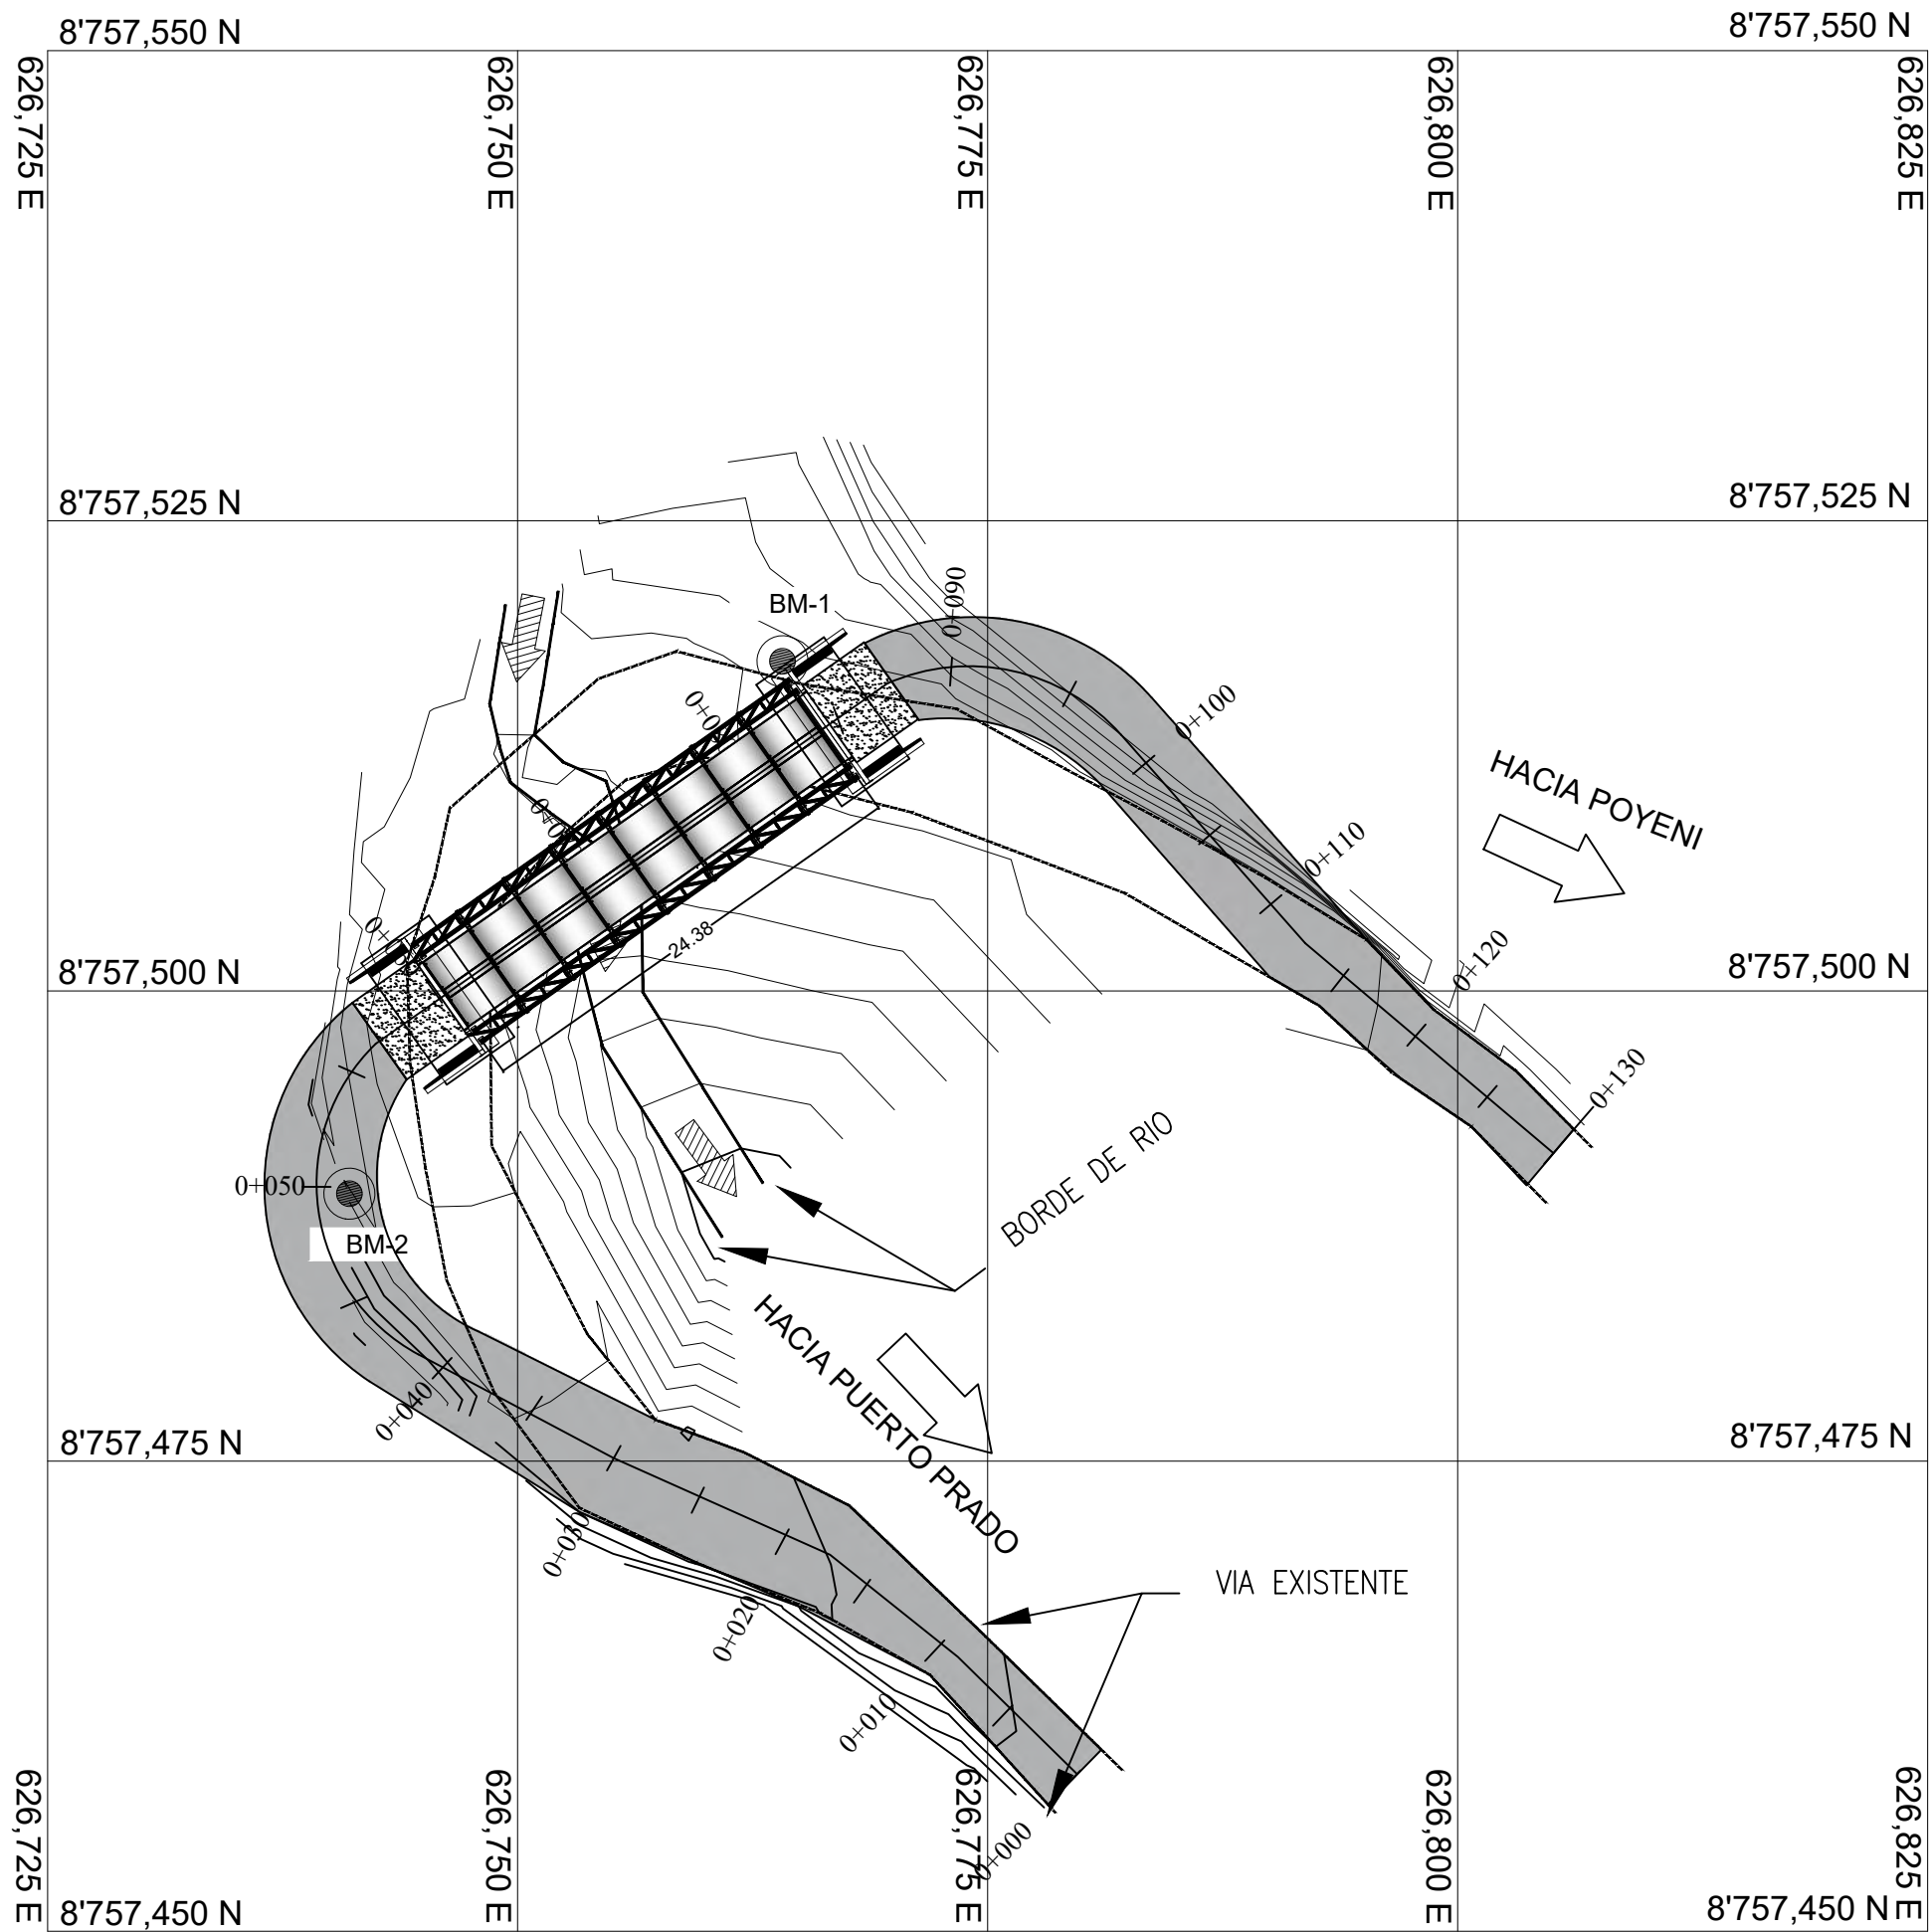 8'757,550 N
8'757,550 N
626,725 E
626,750 E
626,775 E
626,800 E
626,825 E
8'757,525 N
8'757,525 N
BM-1
0+090
0+100
HACIA POYENI
0+110
24.38
0+120
8'757,500 N
8'757,500 N
0+130
BORDE DE RIO
0+050
BM-2
HACIA PUERTO PRADO
0+040
8'757,475 N
8'757,475 N
0+030
VIA EXISTENTE
0+020
0+010
0+000
626,725 E
626,750 E
626,775 E
626,800 E
626,825 E
8'757,450 N
8'757,450 N